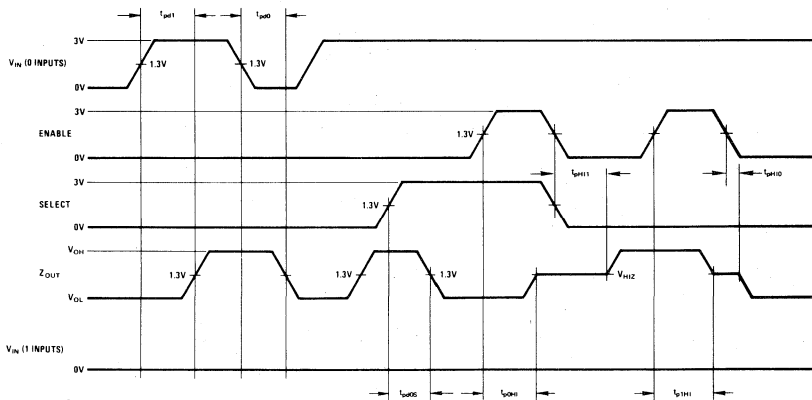 tpd1 tpd0
3V
VIN (0 INPUTS) 1.3V 1.3V
0V
3V
ENABLE 1.3V
0V
tpHI1 tpHI0
3V
SELECT 1.3V
0V
VOH
ZOUT 1.3V 1.3V 1.3V VHIZ
VOL
VIN (1 INPUTS)
0V
tpd0S tp0HI tp1HI